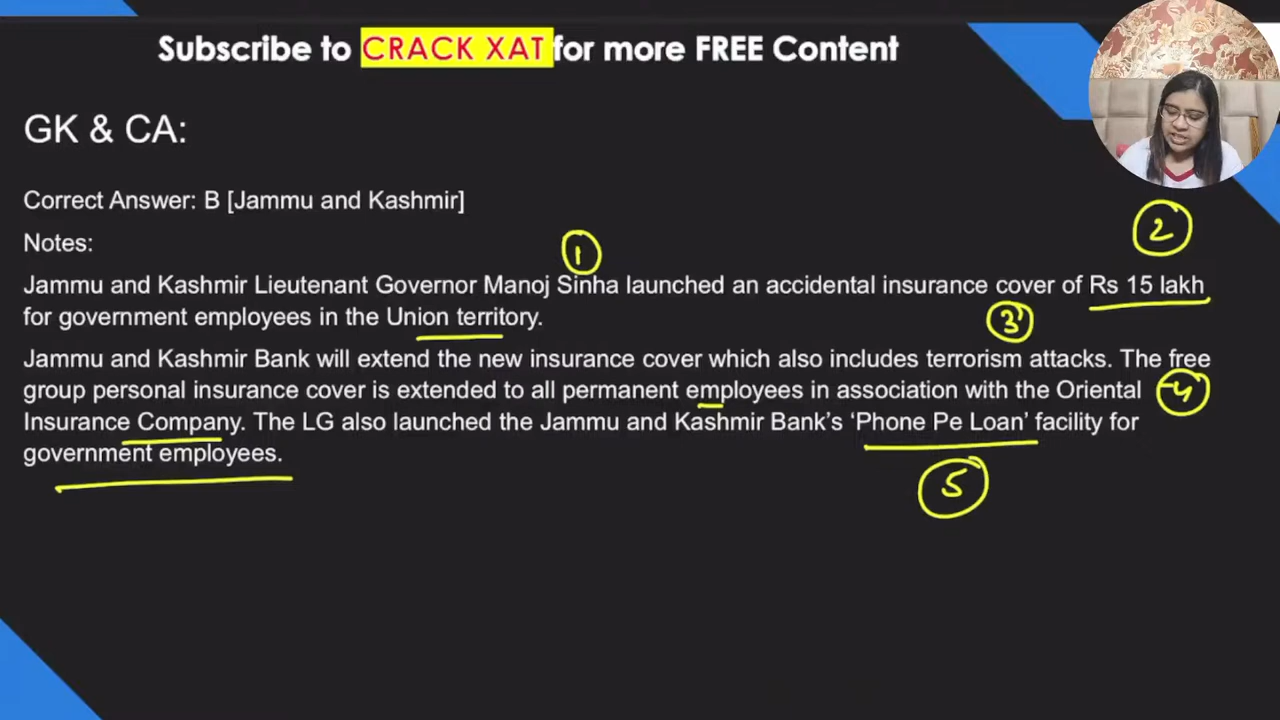 Subscribe to CRACK XAT for more FREE Content
GK & CA:
Correct Answer: B [Jammu and Kashmir]
Notes:
1
2
Jammu and Kashmir Lieutenant Governor Manoj Sinha launched an accidental insurance cover of Rs 15 lakh
for government employees in the Union territory.
3
Jammu and Kashmir Bank will extend the new insurance cover which also includes terrorism attacks. The free
group personal insurance cover is extended to all permanent employees in association with the Oriental
4
Insurance Company. The LG also launched the Jammu and Kashmir Bank's ‘Phone Pe Loan’ facility for
government employees.
5